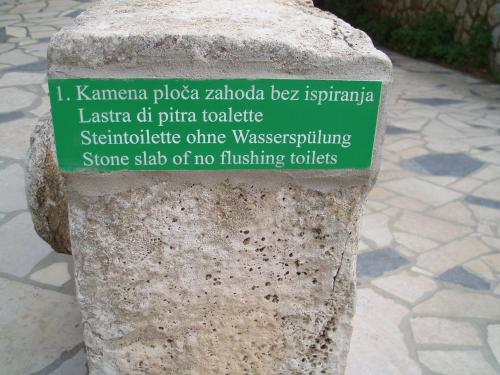 1. Kamena ploča zahoda bez ispiranja
Lastra di pitra toalette
Steintoilette ohne Wasserspülung
Stone slab of no flushing toilets